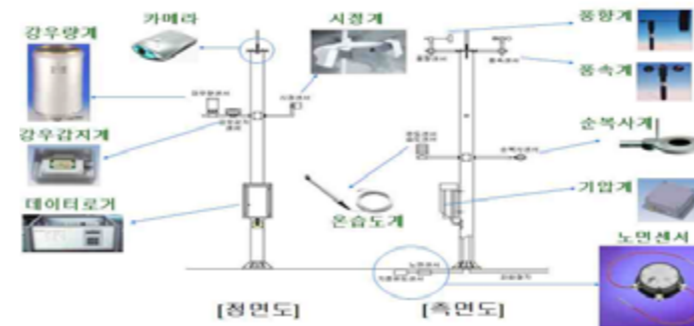 카메라
시정계
풍향계
강우량계
풍속계
순복사계
강우감지계
데이터로거
온습도계
기압계
노면센서
[정면도]
[측면도]